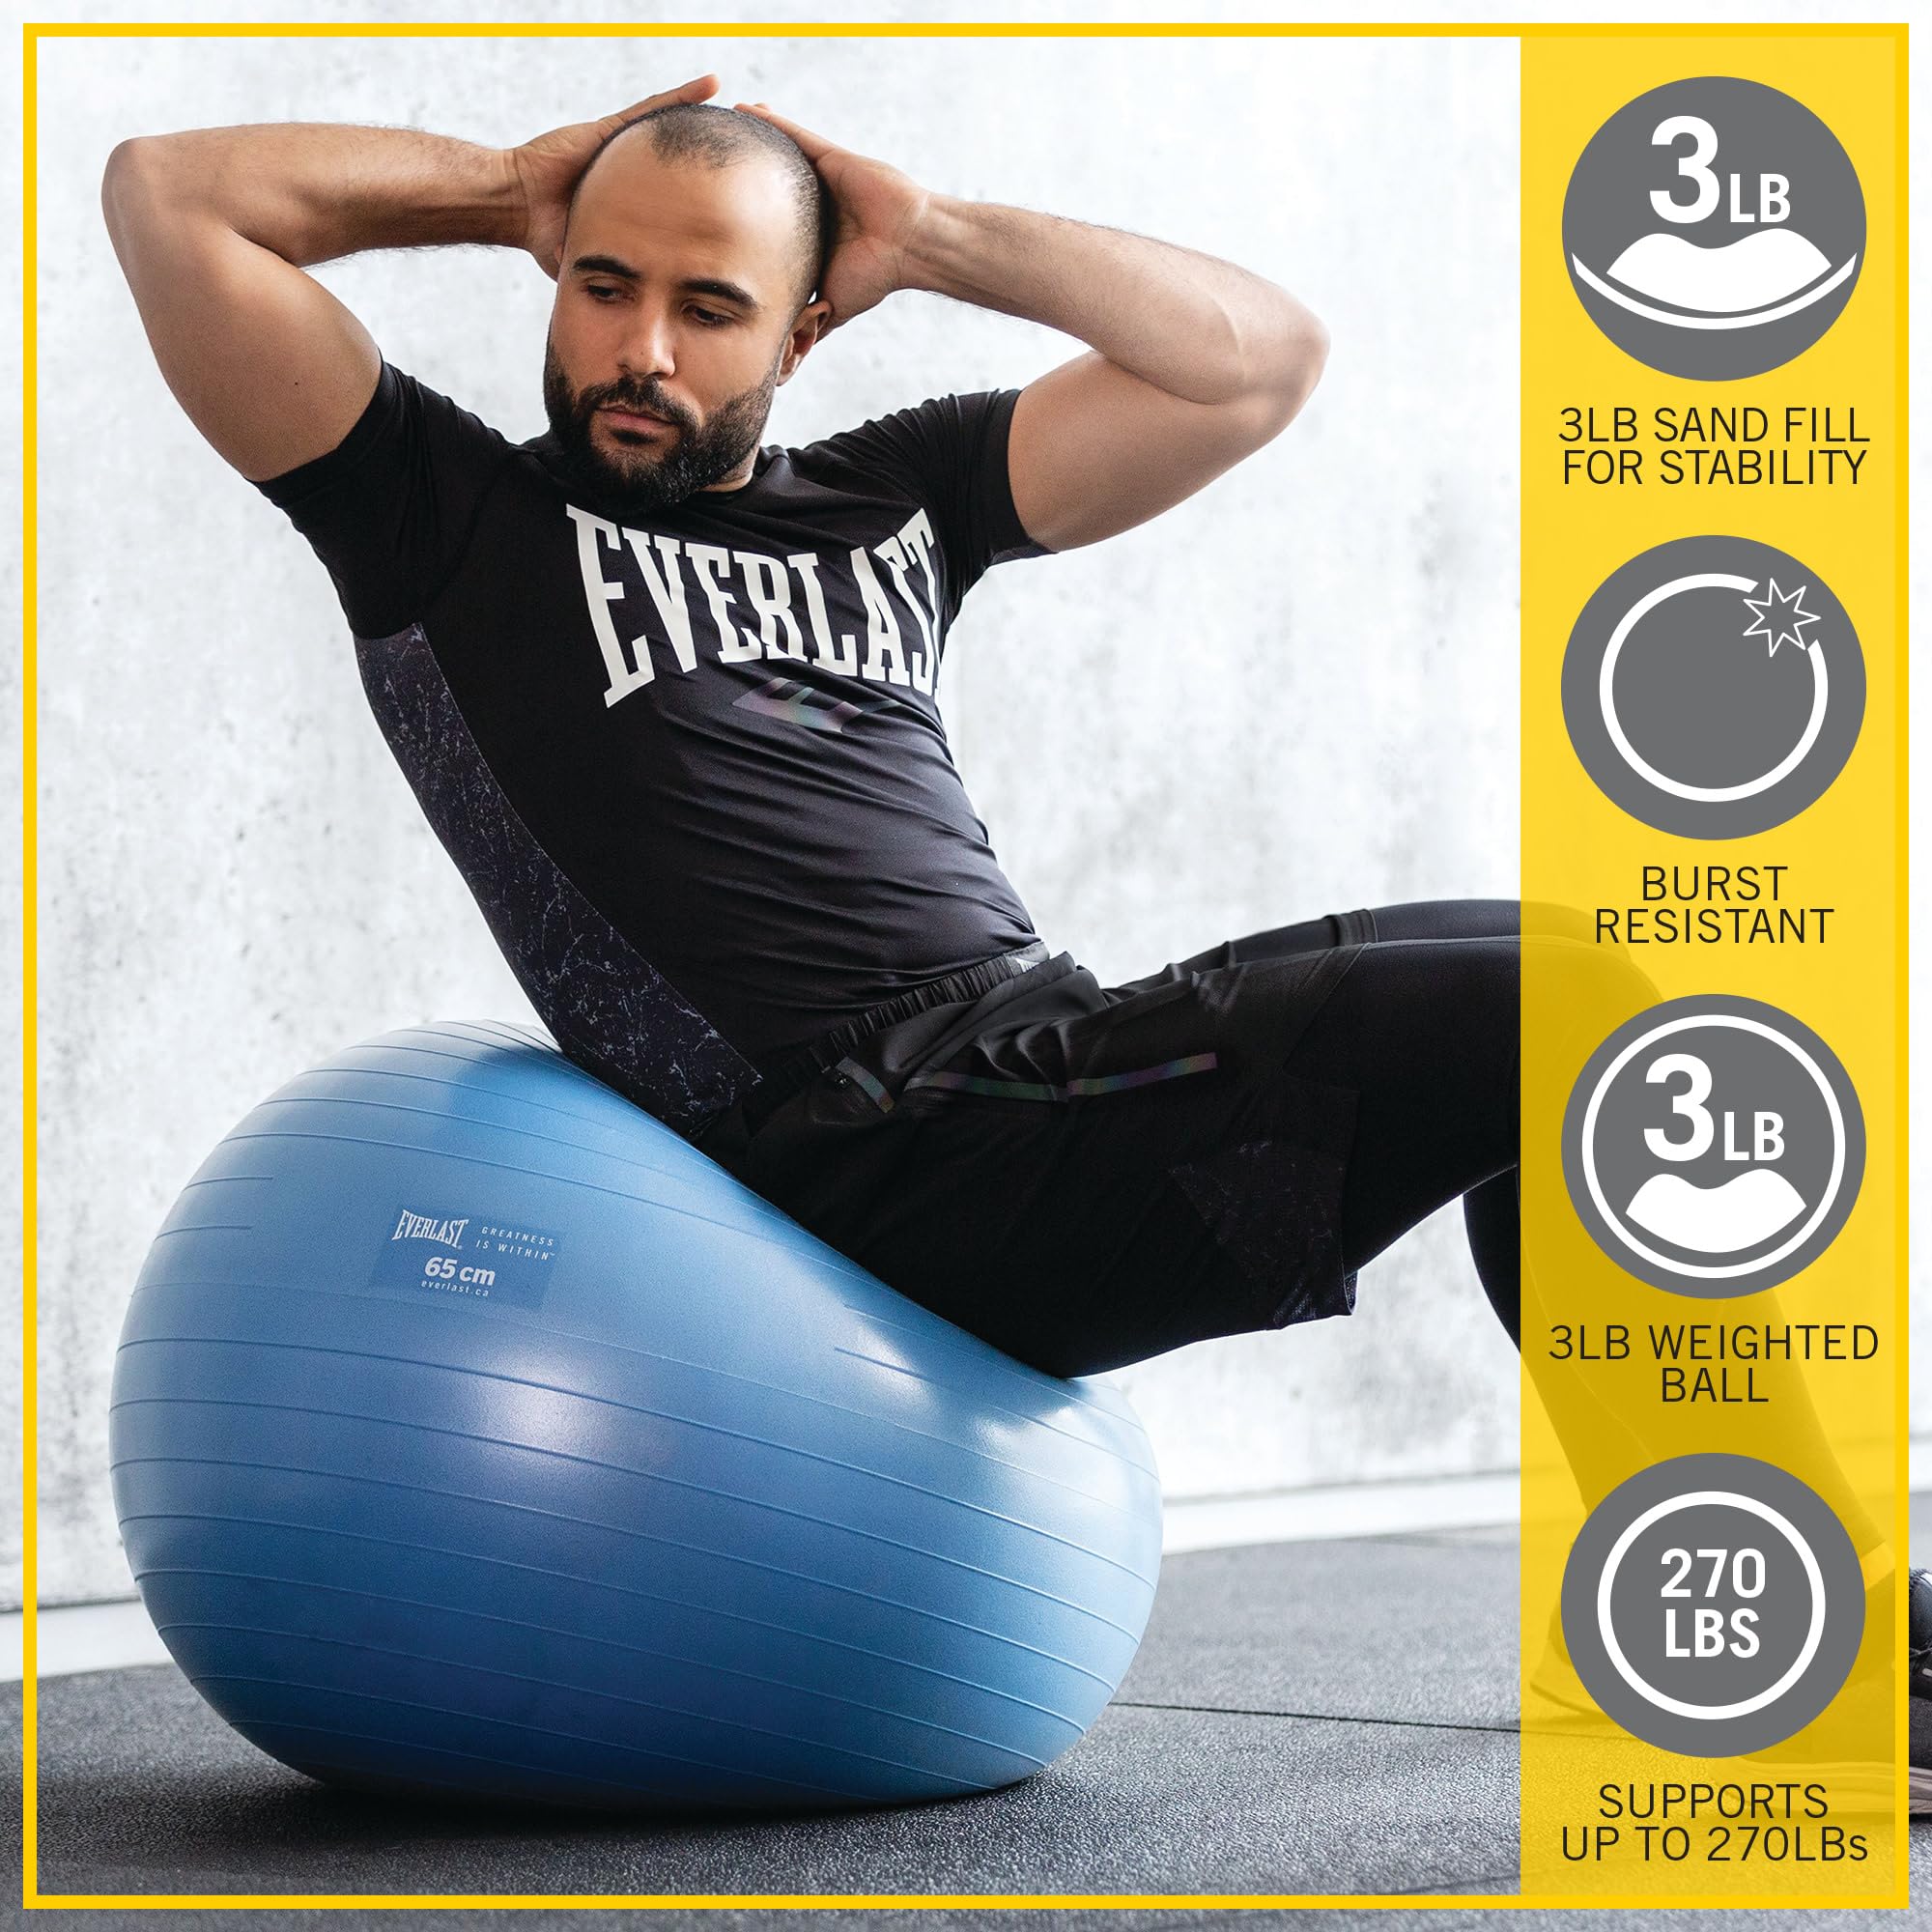 EVERLAST
EVERLAST GREATNESS
IS WITHIN™
65 cm
everlast.ca
3LB
3LB SAND FILL
FOR STABILITY
BURST
RESISTANT
3LB
3LB WEIGHTED
BALL
270
LBS
SUPPORTS
UP TO 270LBs